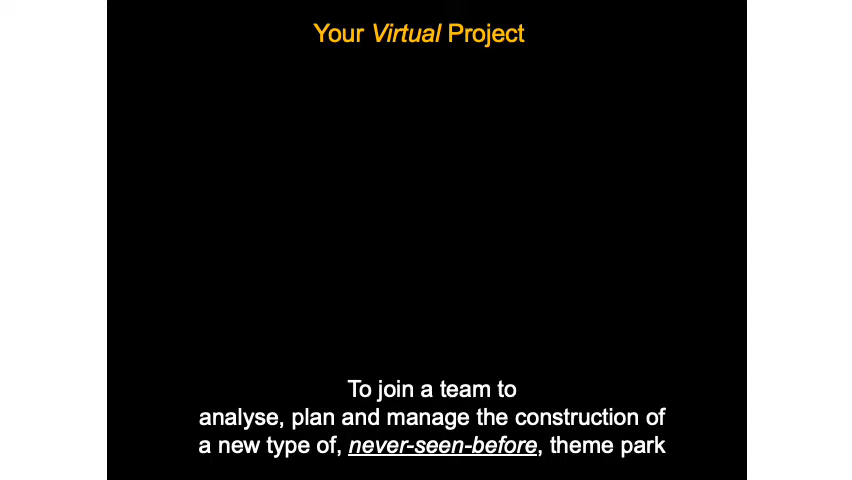 Your Virtual Project
To join a team to
analyse, plan and manage the construction of
a new type of, never-seen-before, theme park